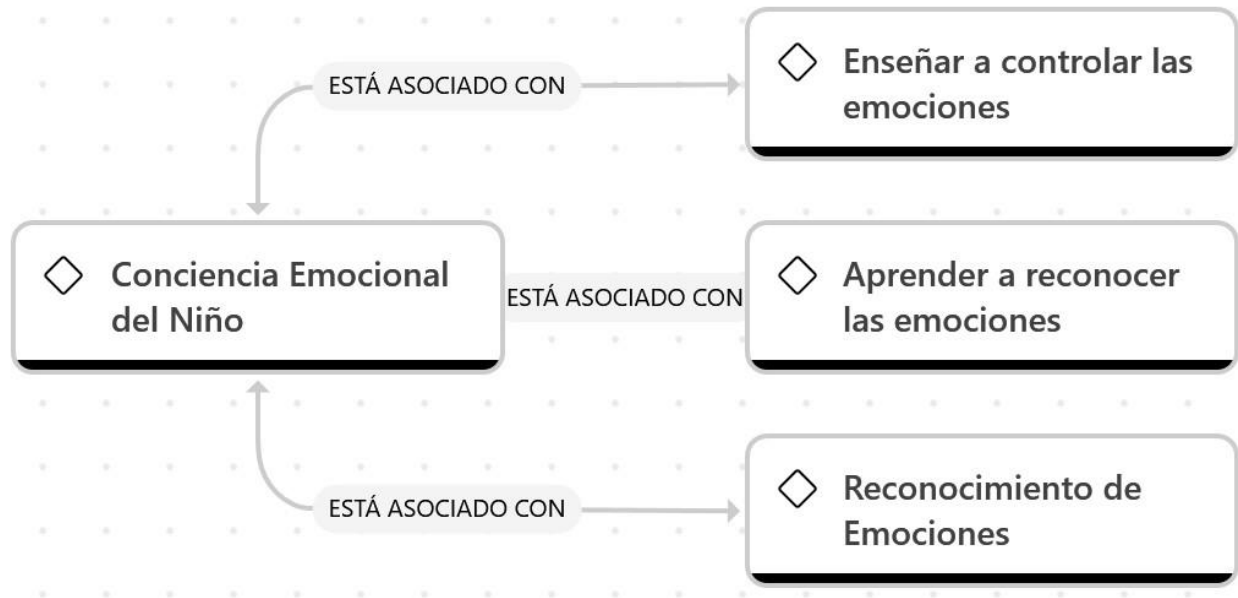 ESTÁ ASOCIADO CON
Enseñar a controlar las
emociones
Conciencia Emocional
del Niño
ESTÁ ASOCIADO CON
Aprender a reconocer
las emociones
ESTÁ ASOCIADO CON
Reconocimiento de
Emociones